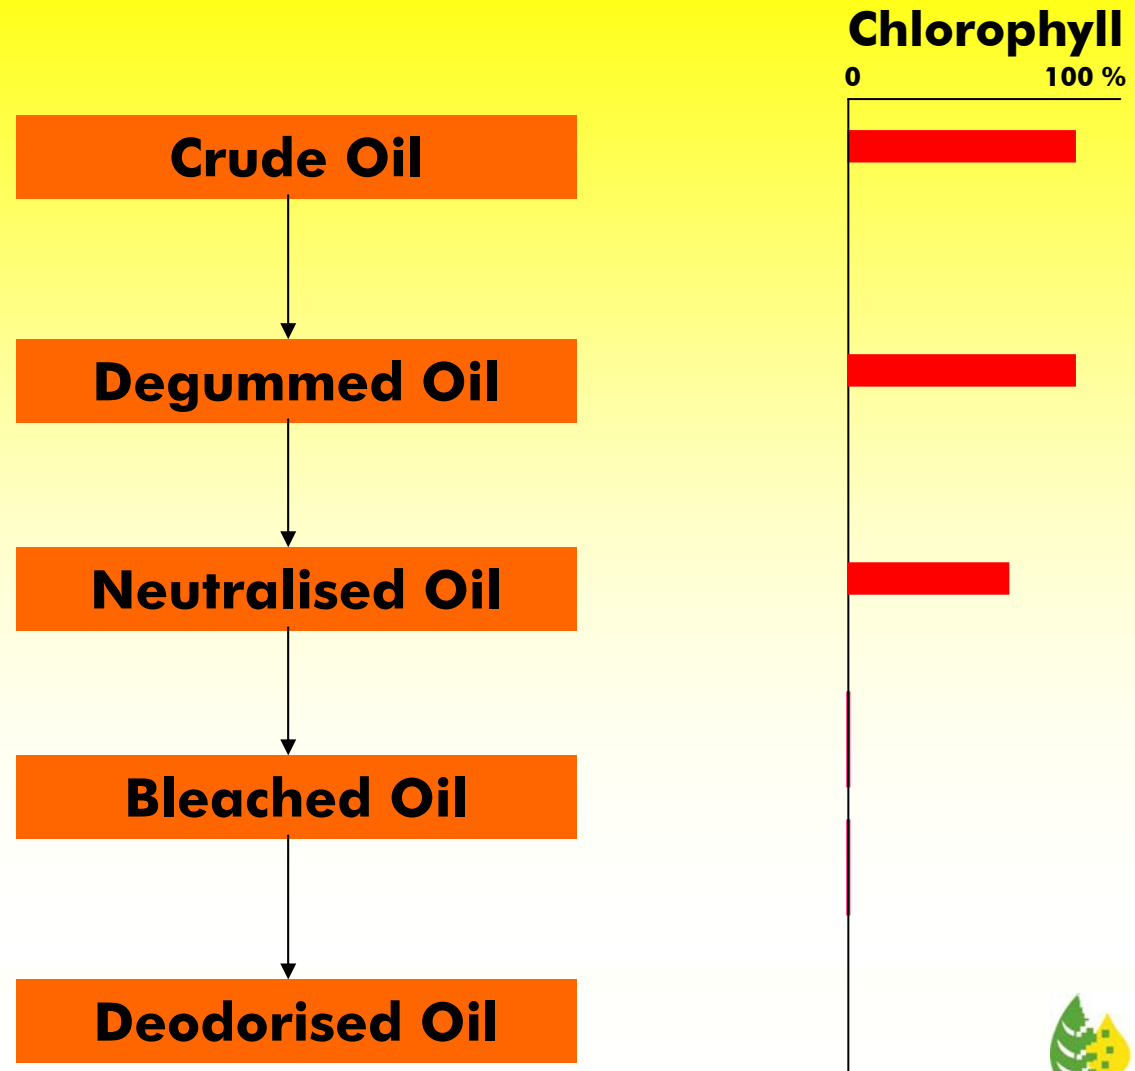 Chlorophyll
0 100 %
Crude Oil
Degummed Oil
Neutralised Oil
Bleached Oil
Deodorised Oil